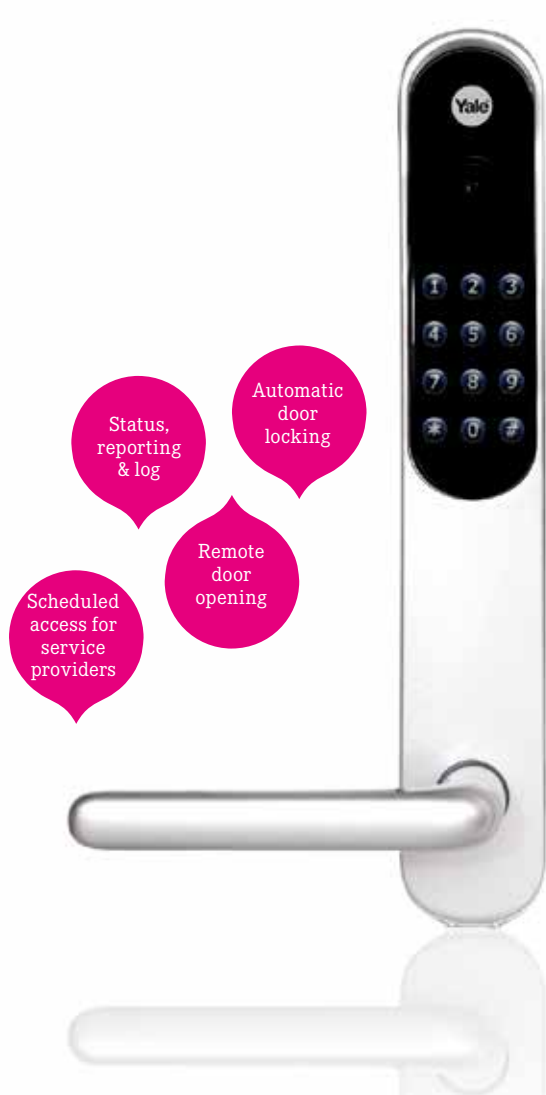 Yale
1 2 3
4 5 6
7 8 9
* 0 #
Automatic
door
locking
Status,
reporting
& log
Remote
door
opening
Scheduled
access for
service
providers